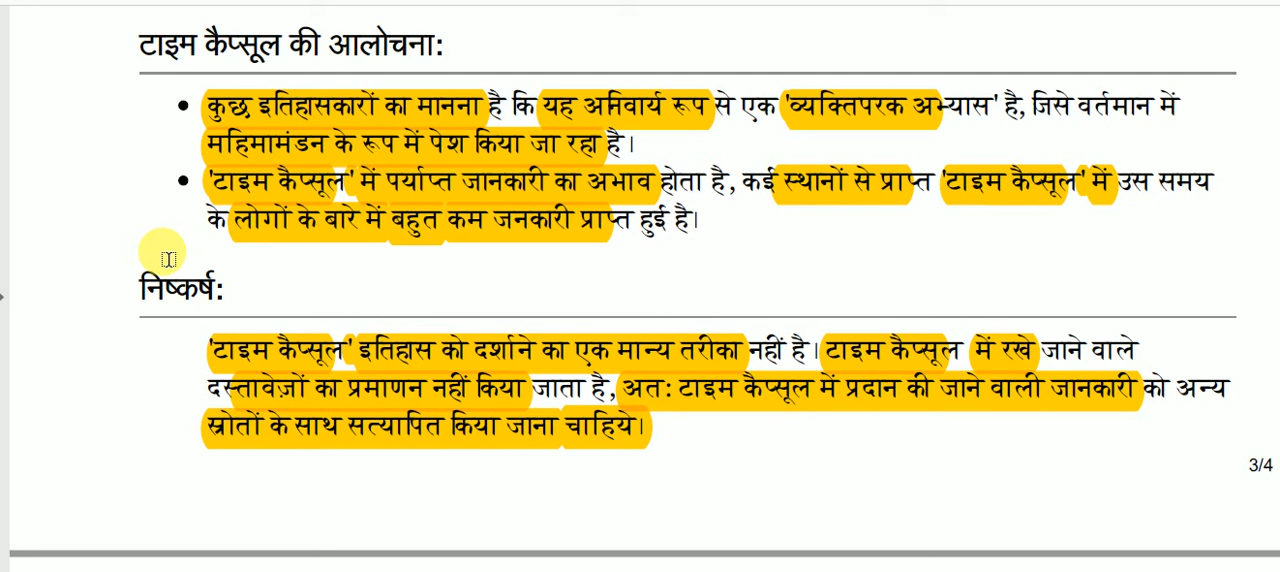 टाइम कैप्सूल की आलोचना:
• कुछ इतिहासकारों का मानना है कि यह अनिवार्य रूप से एक 'व्यक्तिपरक अभ्यास' है, जिसे वर्तमान में
महिमामंडन के रूप में पेश किया जा रहा है।
• 'टाइम कैप्सूल' में पर्याप्त जानकारी का अभाव होता है, कई स्थानों से प्राप्त 'टाइम कैप्सूल' में उस समय
के लोगों के बारे में बहुत कम जनकारी प्राप्त हुई है।
निष्कर्ष:
'टाइम कैप्सूल' इतिहास को दर्शाने का एक मान्य तरीका नहीं है। टाइम कैप्सूल में रखे जाने वाले
दस्तावेज़ों का प्रमाणन नहीं किया जाता है, अत: टाइम कैप्सूल में प्रदान की जाने वाली जानकारी को अन्य
स्रोतों के साथ सत्यापित किया जाना चाहिये।
3/4